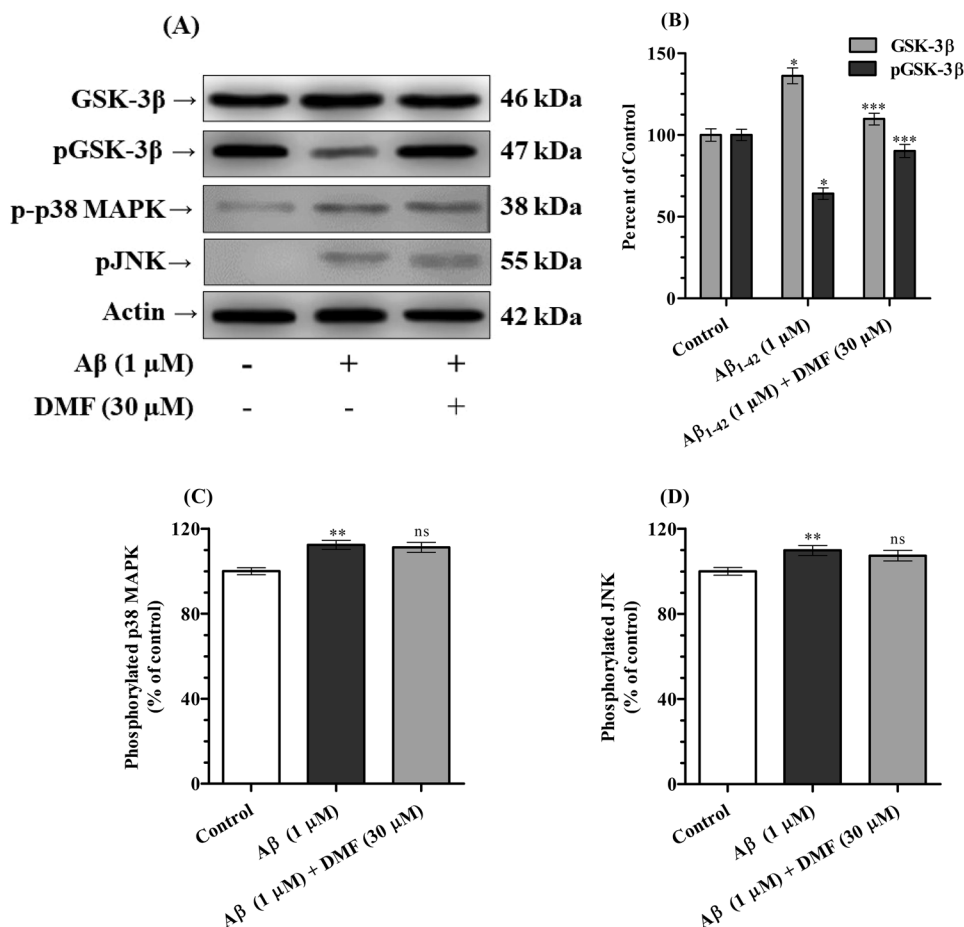 (A)
GSK-3β → 46 kDa
pGSK-3β → 47 kDa
p-p38 MAPK → 38 kDa
pJNK → 55 kDa
Actin → 42 kDa
Aβ (1 µM) - + +
DMF (30 µM) - - +
(B)
GSK-3β
pGSK-3β
150
100
50
0
Percent of Control
*
*
***
***
Control
Aβ1-42 (1 µM)
Aβ1-42 (1 µM) + DMF (30 µM)
(C)
120
80
40
0
Phosphorylated p38 MAPK
(% of control)
**
ns
Control
Aβ (1 µM)
Aβ (1 µM) + DMF (30 µM)
(D)
120
80
40
0
Phosphorylated JNK
(% of control)
**
ns
Control
Aβ (1 µM)
Aβ (1 µM) + DMF (30 µM)